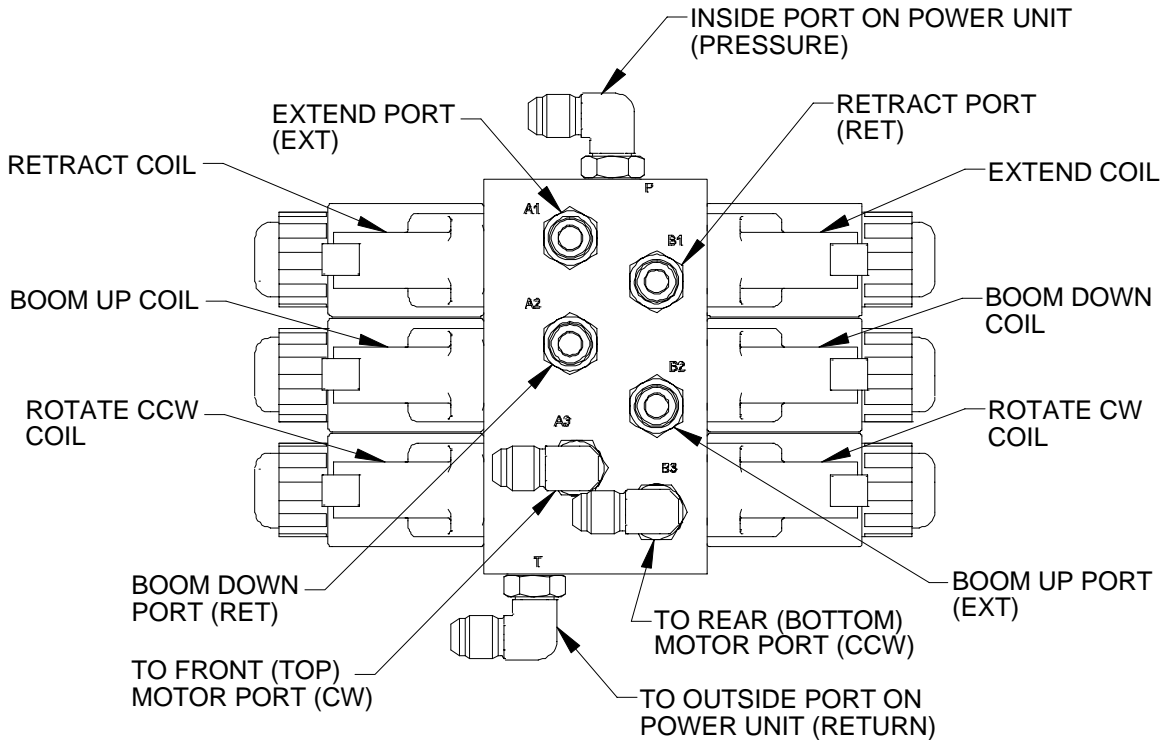 INSIDE PORT ON POWER UNIT
(PRESSURE)
EXTEND PORT
(EXT)
RETRACT PORT
(RET)
RETRACT COIL
EXTEND COIL
P
A1
B1
BOOM UP COIL
BOOM DOWN
COIL
A2
B2
ROTATE CCW
COIL
ROTATE CW
COIL
A3
B3
T
BOOM DOWN
PORT (RET)
BOOM UP PORT
(EXT)
TO REAR (BOTTOM)
MOTOR PORT (CCW)
TO FRONT (TOP)
MOTOR PORT (CW)
TO OUTSIDE PORT ON
POWER UNIT (RETURN)